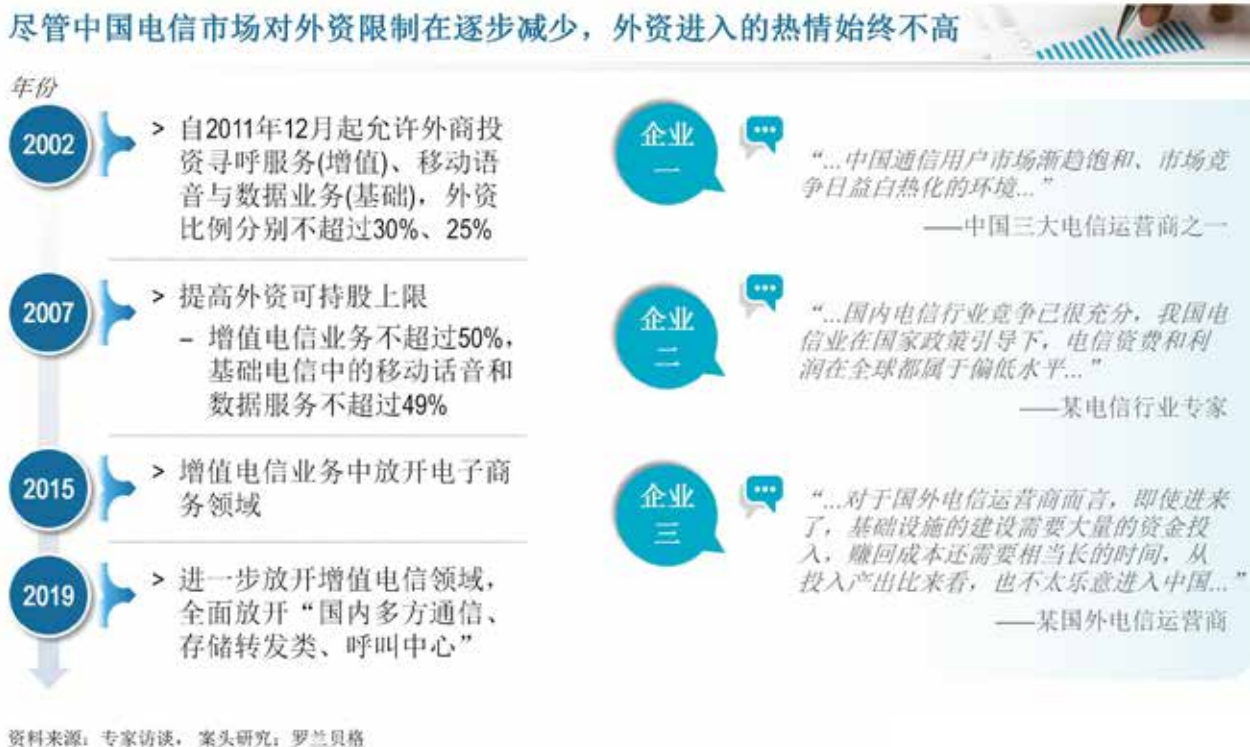 尽管中国电信市场对外资限制在逐步减少，外资进入的热情始终不高
年份
2002
> 自2011年12月起允许外商投
资寻呼服务(增值)、移动语
音与数据业务(基础)，外资
比例分别不超过30%、25%
2007
> 提高外资可持股上限
– 增值电信业务不超过50%，
基础电信中的移动话音和
数据服务不超过49%
2015
> 增值电信业务中放开电子商
务领域
2019
> 进一步放开增值电信领域，
全面放开“国内多方通信、
存储转发类、呼叫中心”
企业
一
“...中国通信用户市场渐趋饱和、市场竞
争日益白热化的环境...”
——中国三大电信运营商之一
企业
二
“...国内电信行业竞争已很充分，我国电
信业在国家政策引导下，电信资费和利
润在全球都属于偏低水平...”
——某电信行业专家
企业
三
“...对于国外电信运营商而言，即使进来
了，基础设施的建设需要大量的资金投
入，赚回成本还需要相当长的时间，从
投入产出比来看，也不太乐意进入中国...”
——某国外电信运营商
资料来源：专家访谈，案头研究；罗兰贝格